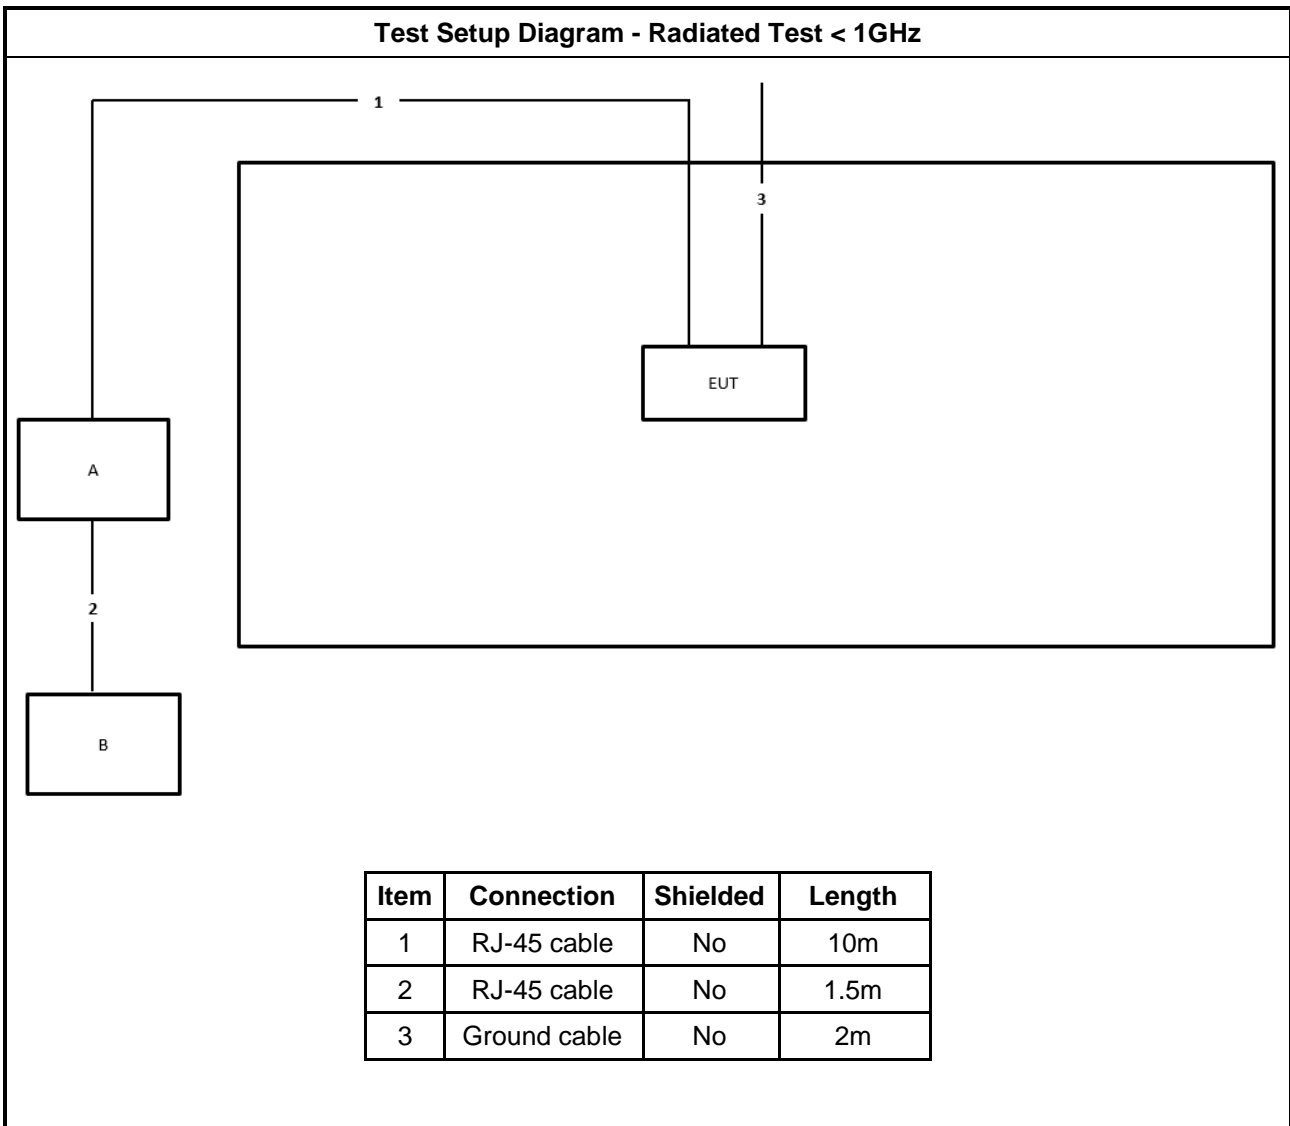 Test Setup Diagram - Radiated Test < 1GHz
1
3
EUT
A
2
B
Item Connection Shielded Length
1 RJ-45 cable No 10m
2 RJ-45 cable No 1.5m
3 Ground cable No 2m